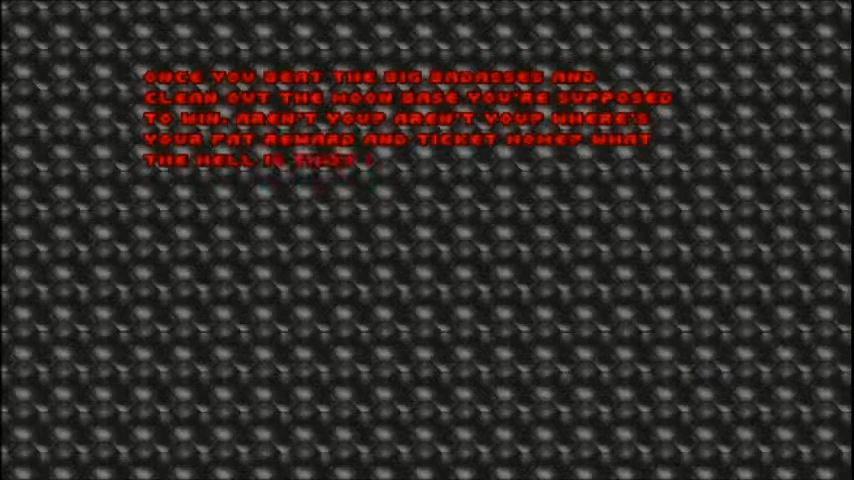 ONCE YOU BEAT THE BIG BADASSES AND
CLEAN OUT THE MOON BASE YOU'RE SUPPOSED
TO WIN, AREN'T YOU? AREN'T YOU? WHERE'S
YOUR FAT REWARD AND TICKET HOME? WHAT
THE HELL IS